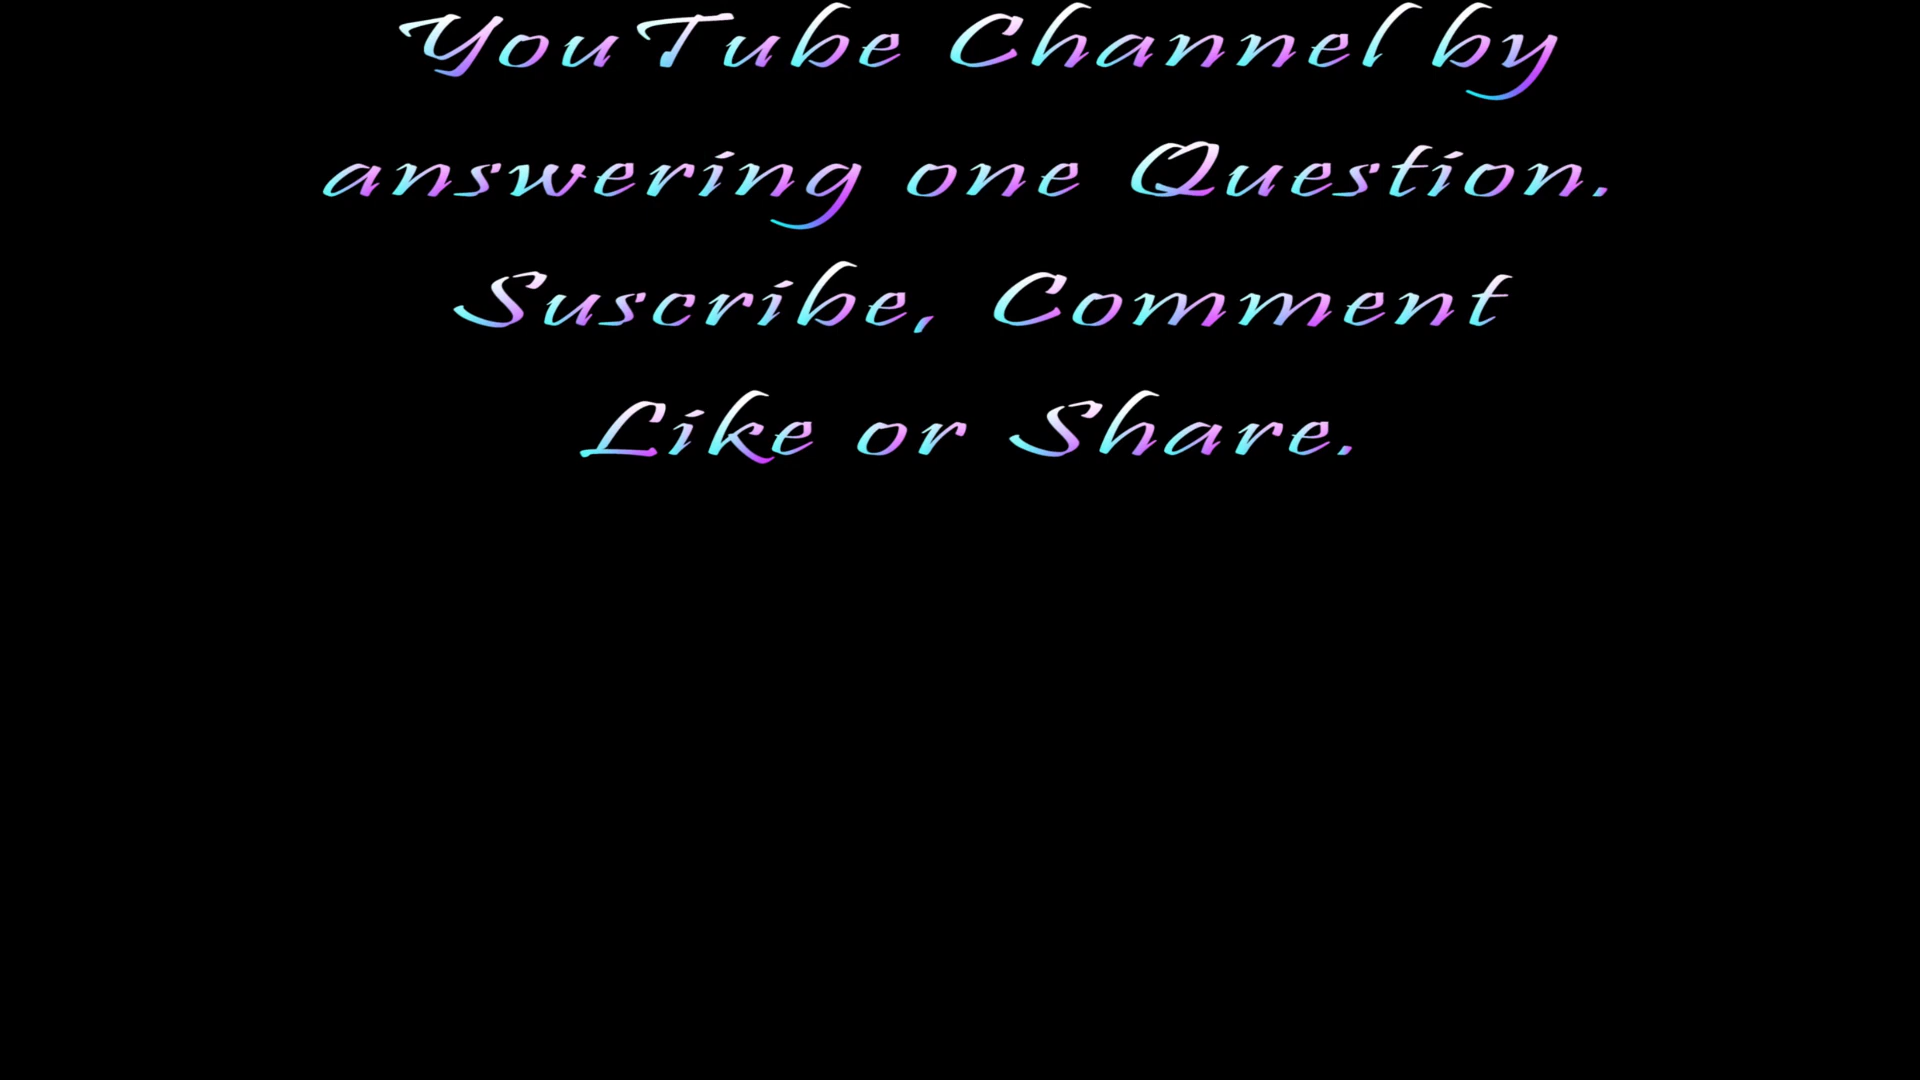 YouTube Channel by
answering one Question.
Suscribe, Comment
Like or Share.